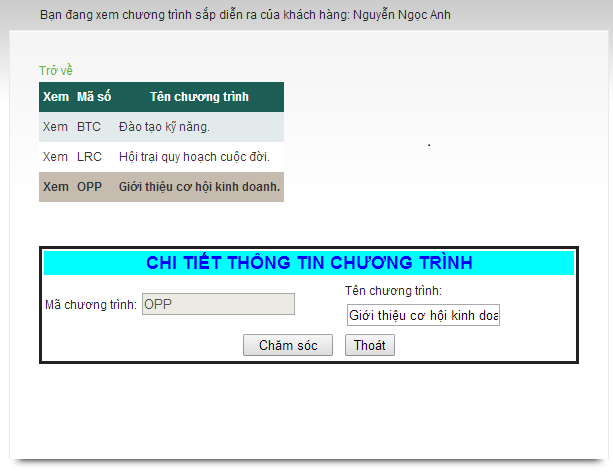 Bạn đang xem chương trình sắp diễn ra của khách hàng: Nguyễn Ngọc Anh
Trở về
Xem Mã số Tên chương trình
Xem BTC Đào tạo kỹ năng.
Xem LRC Hội trại quy hoạch cuộc đời.
Xem OPP Giới thiệu cơ hội kinh doanh.
CHI TIẾT THÔNG TIN CHƯƠNG TRÌNH
Mã chương trình: OPP
Tên chương trình:
Giới thiệu cơ hội kinh doa
Chăm sóc Thoát